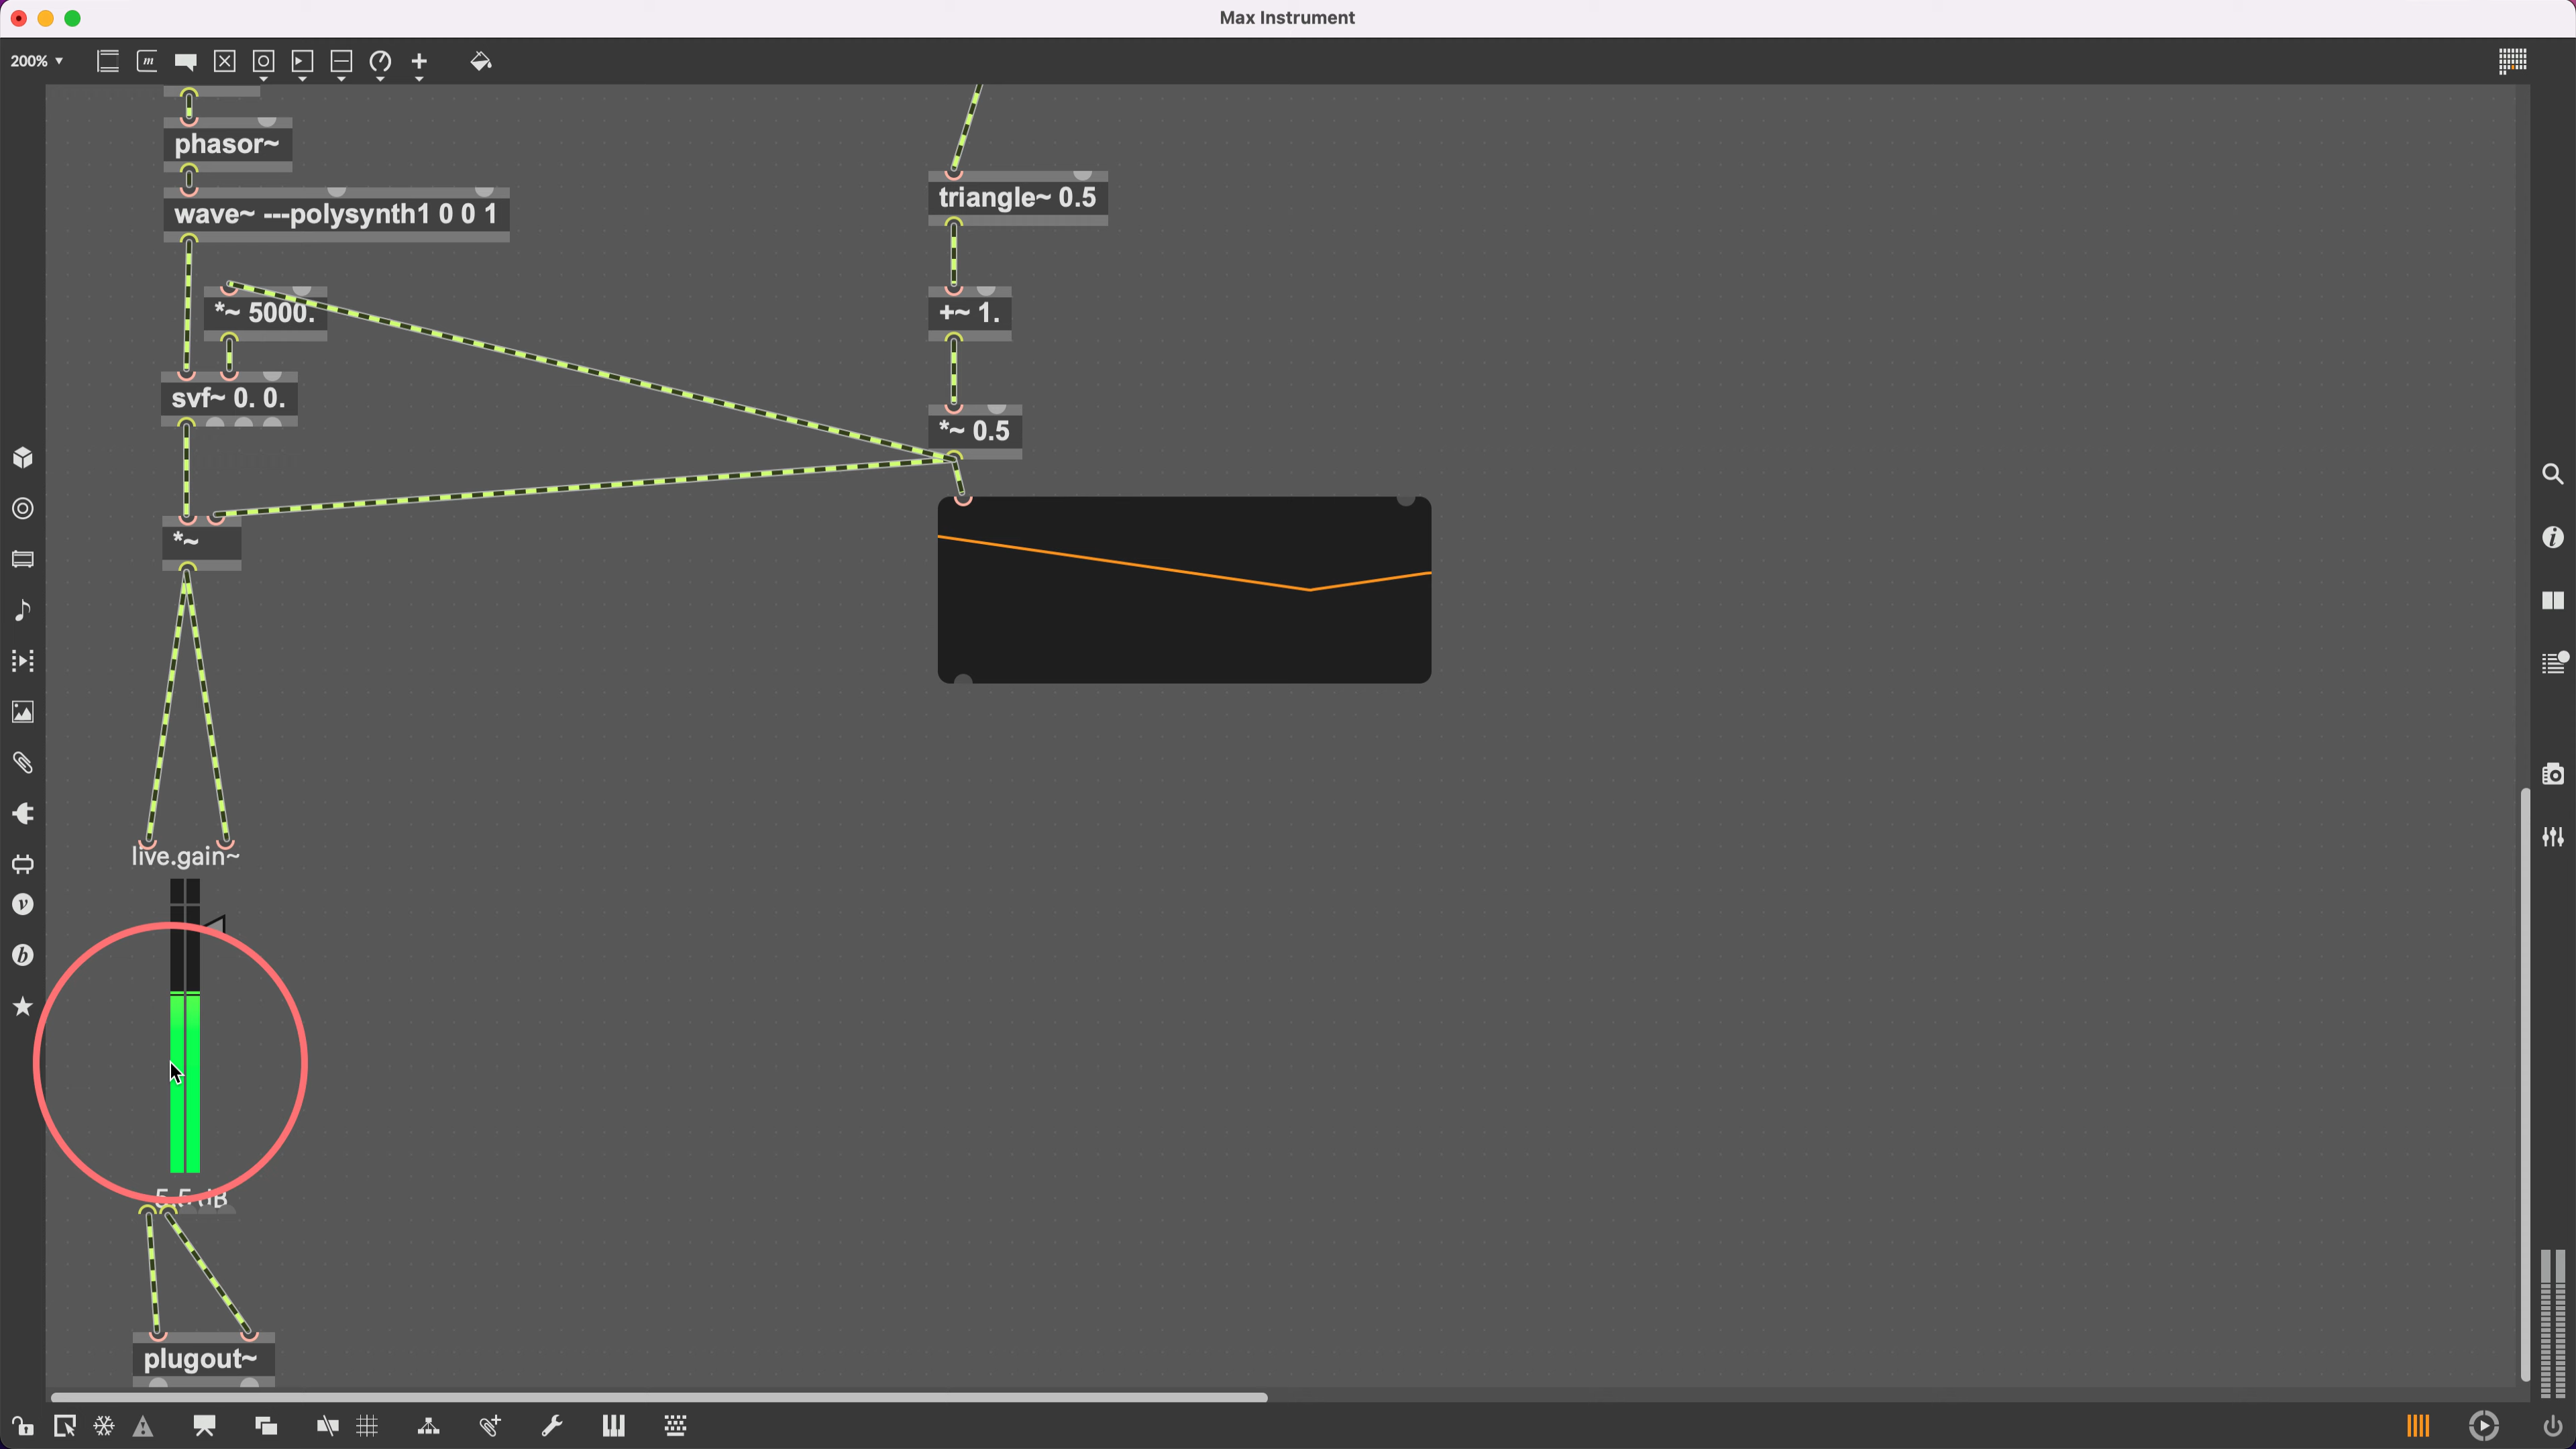 Max Instrument
200%
phasor~
wave~ ---polysynth1 0 0 1
triangle~ 0.5
*~ 5000.
+~ 1.
svf~ 0. 0.
*~ 0.5
*~
live.gain~
plugout~